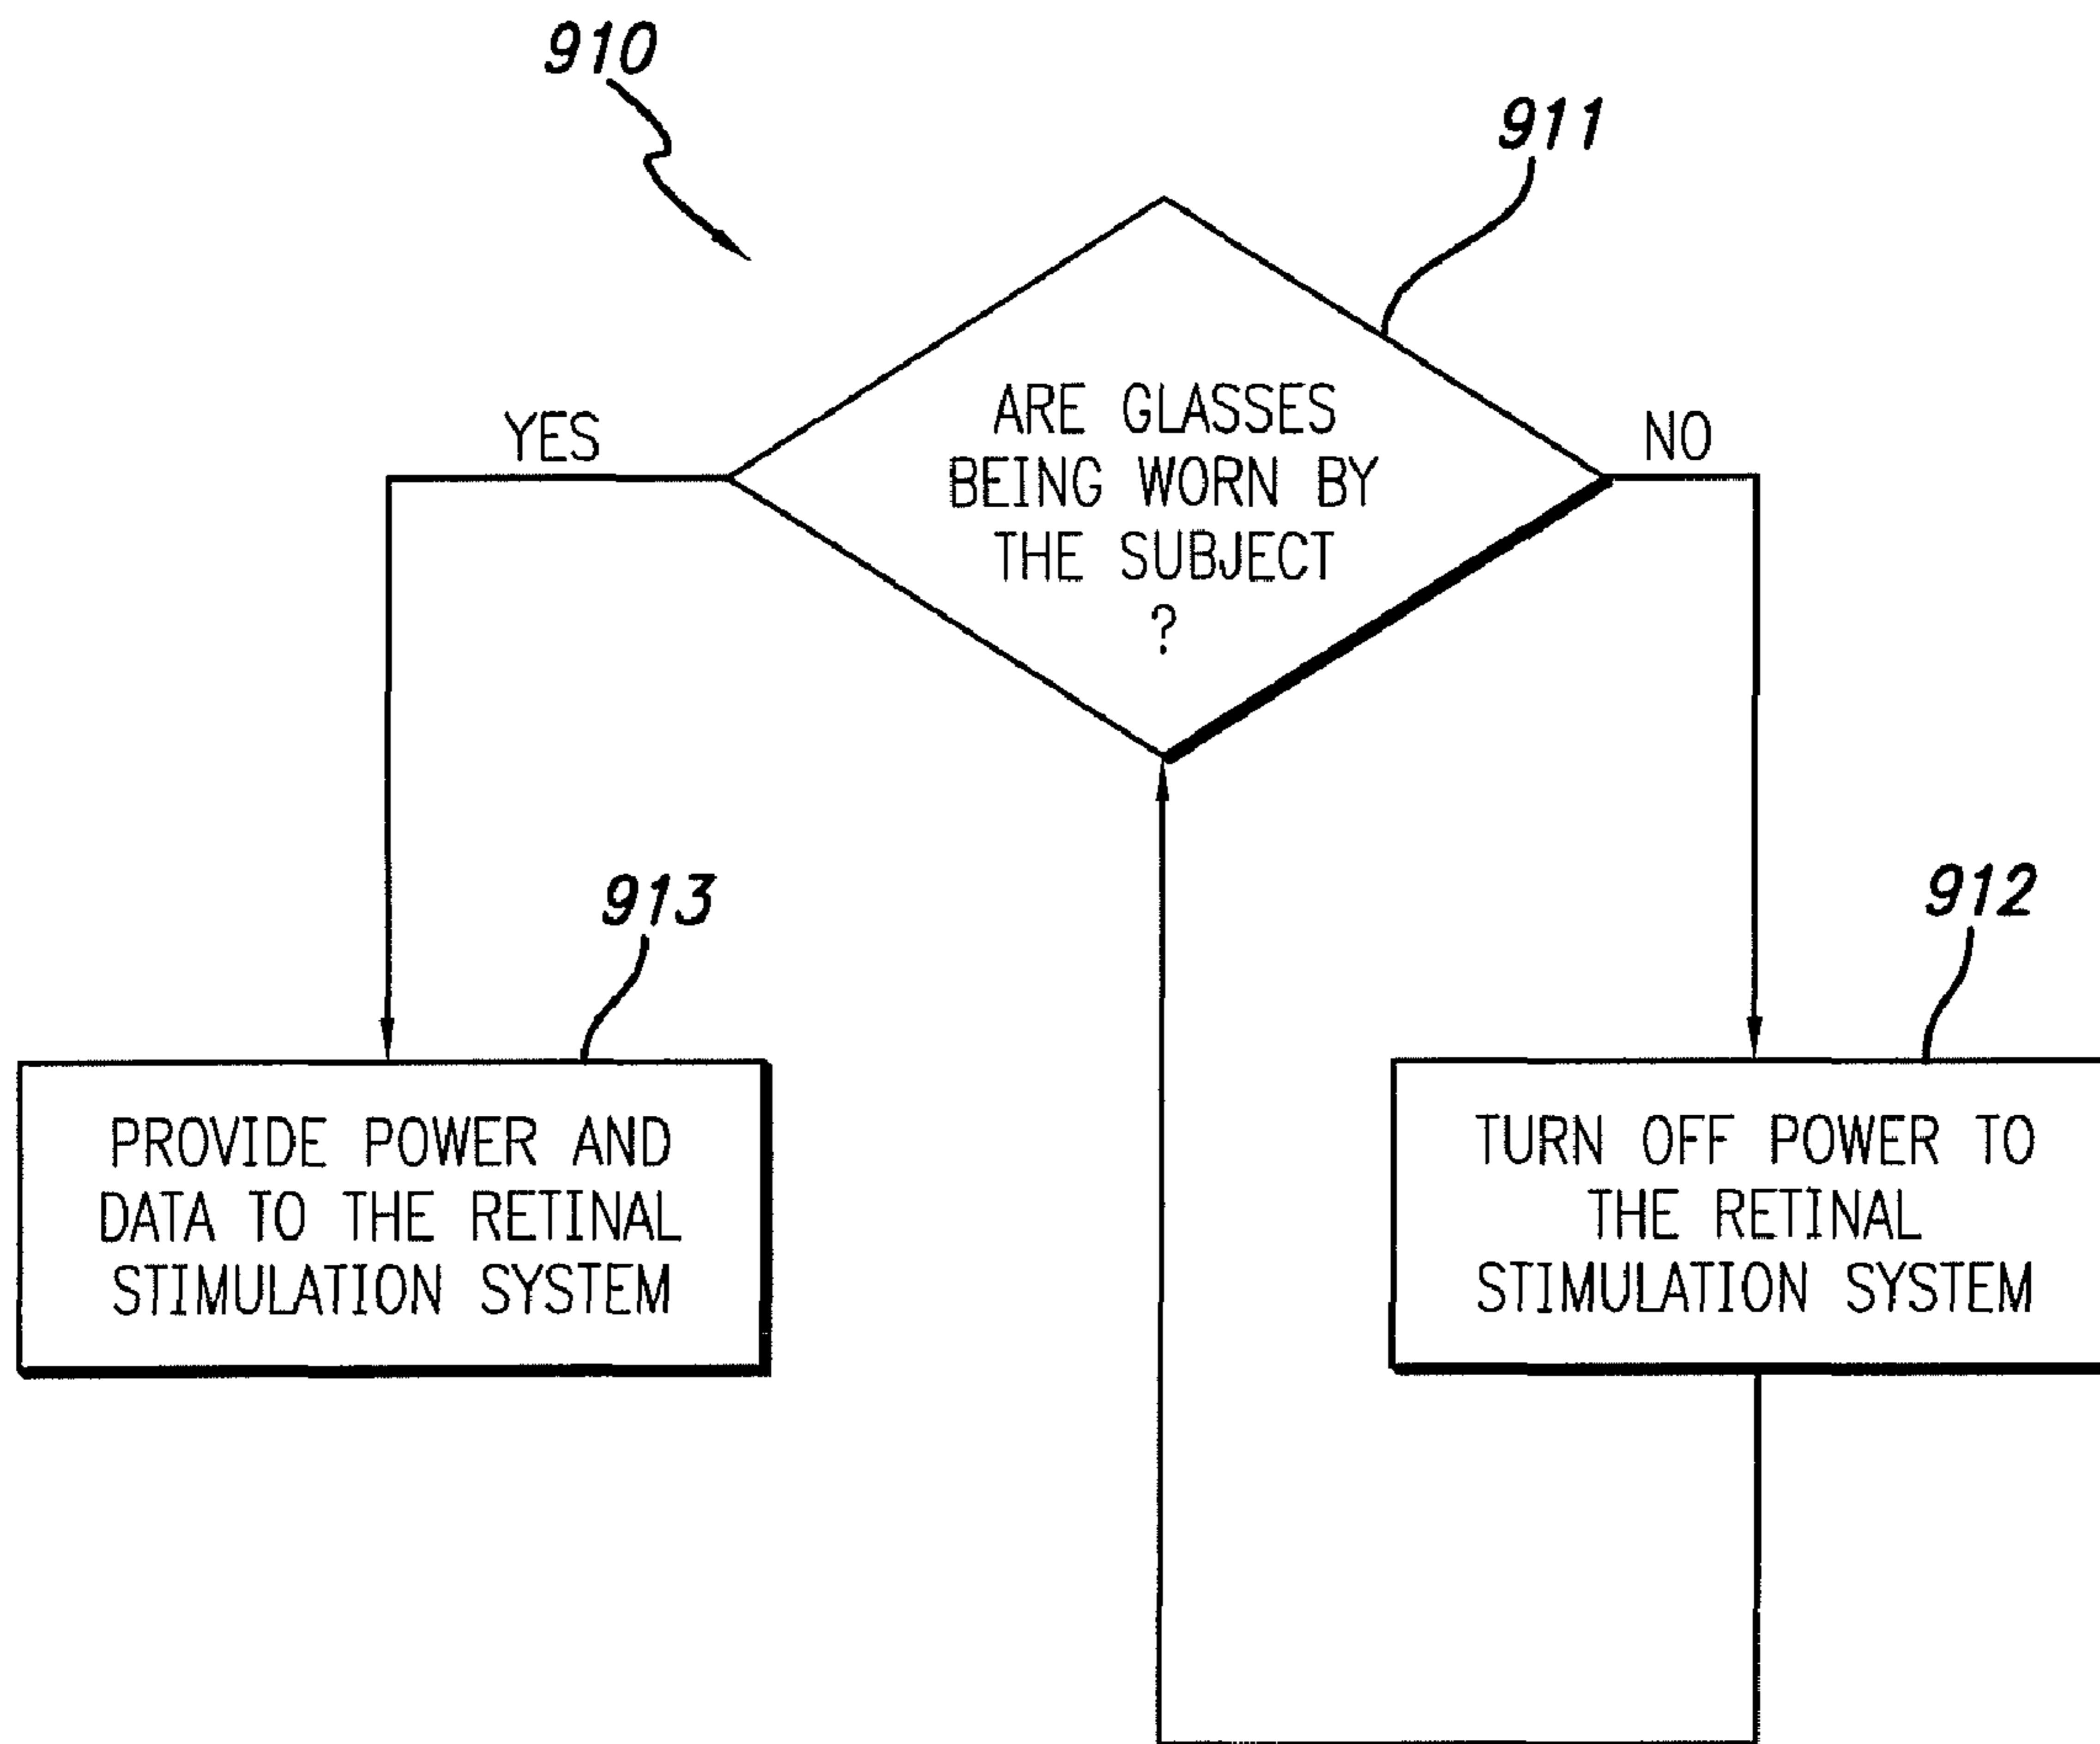 910
911
ARE GLASSES
BEING WORN BY
THE SUBJECT
?
YES
NO
913
912
PROVIDE POWER AND
DATA TO THE RETINAL
STIMULATION SYSTEM
TURN OFF POWER TO
THE RETINAL
STIMULATION SYSTEM